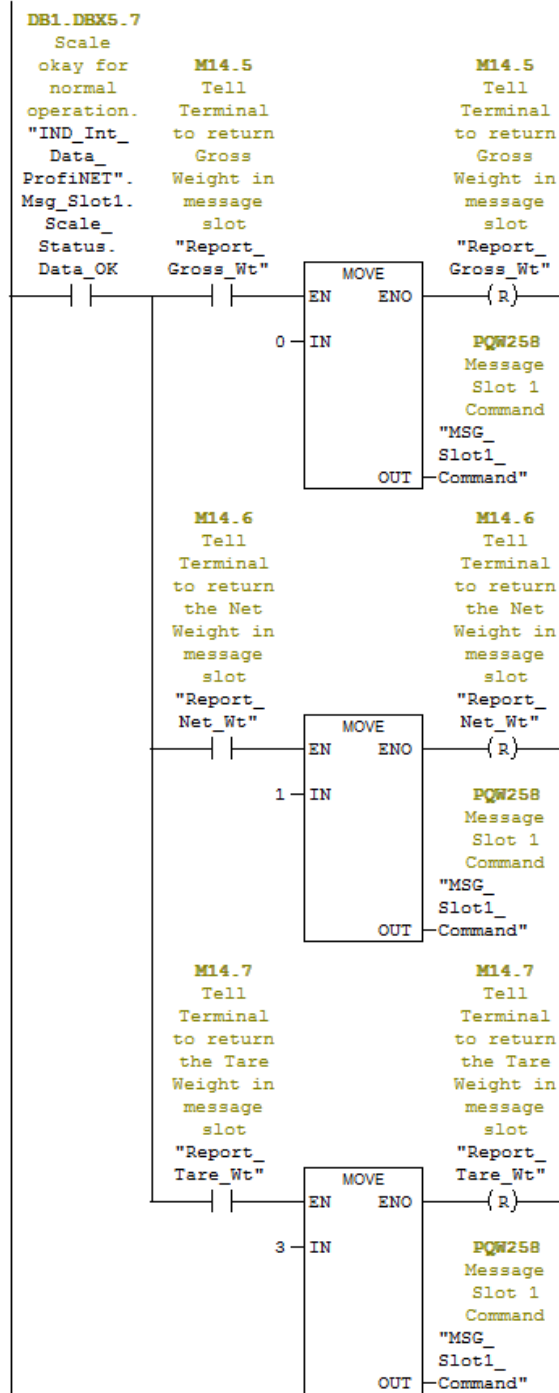 DB1.DBX5.7
Scale
okay for
normal
operation.
"IND_Int_
Data_
ProfiNET".
Msg_Slot1.
Scale_
Status.
Data_OK
M14.5
Tell
Terminal
to return
Gross
Weight in
message
slot
"Report_
Gross_Wt"
MOVE
EN ENO
0 IN
OUT
M14.5
Tell
Terminal
to return
Gross
Weight in
message
slot
"Report_
Gross_Wt"
R
PQW258
Message
Slot 1
Command
"MSG_
Slot1_
Command"
M14.6
Tell
Terminal
to return
the Net
Weight in
message
slot
"Report_
Net_Wt"
MOVE
EN ENO
1 IN
OUT
M14.6
Tell
Terminal
to return
the Net
Weight in
message
slot
"Report_
Net_Wt"
R
PQW258
Message
Slot 1
Command
"MSG_
Slot1_
Command"
M14.7
Tell
Terminal
to return
the Tare
Weight in
message
slot
"Report_
Tare_Wt"
MOVE
EN ENO
3 IN
OUT
M14.7
Tell
Terminal
to return
the Tare
Weight in
message
slot
"Report_
Tare_Wt"
R
PQW258
Message
Slot 1
Command
"MSG_
Slot1_
Command"